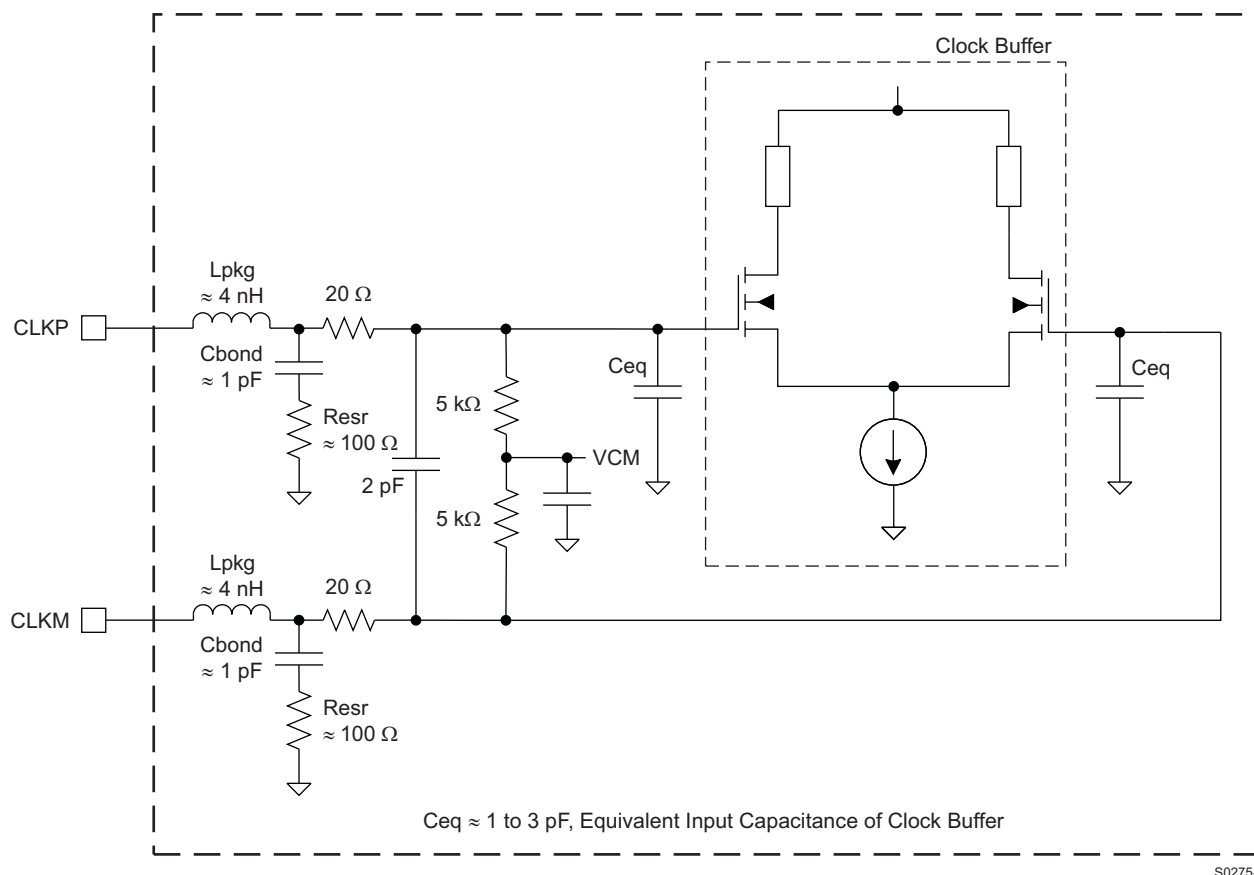 Clock Buffer
Lpkg
≈ 4 nH
20 Ω
CLKP
Cbond
≈ 1 pF
Ceq
Ceq
5 kΩ
Resr
≈ 100 Ω
VCM
2 pF
5 kΩ
Lpkg
≈ 4 nH
20 Ω
CLKM
Cbond
≈ 1 pF
Resr
≈ 100 Ω
Ceq ≈ 1 to 3 pF, Equivalent Input Capacitance of Clock Buffer